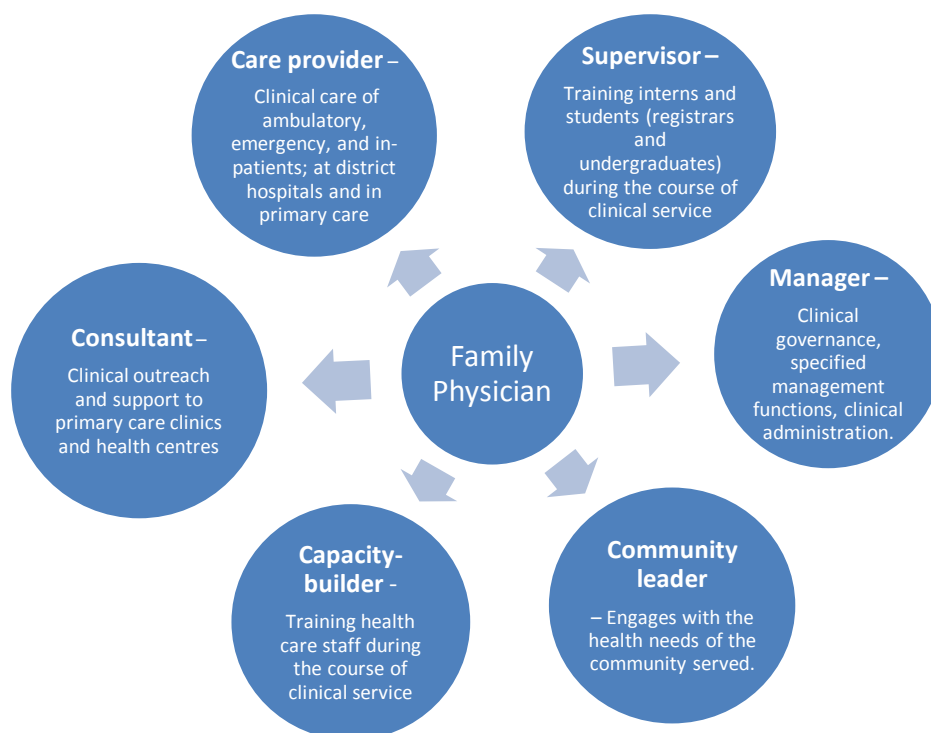 Care provider –
Clinical care of
ambulatory,
emergency, and in-
patients; at district
hospitals and in
primary care
Supervisor –
Training interns and
students (registrars
and
undergraduates)
during the course of
clinical service
Manager –
Clinical
governance,
specified
management
functions, clinical
administration.
Consultant –
Clinical outreach
and support to
primary care clinics
and health centres
Family
Physician
Capacity-
builder -
Training health
care staff during
the course of
clinical service
Community
leader
– Engages with the
health needs of the
community served.